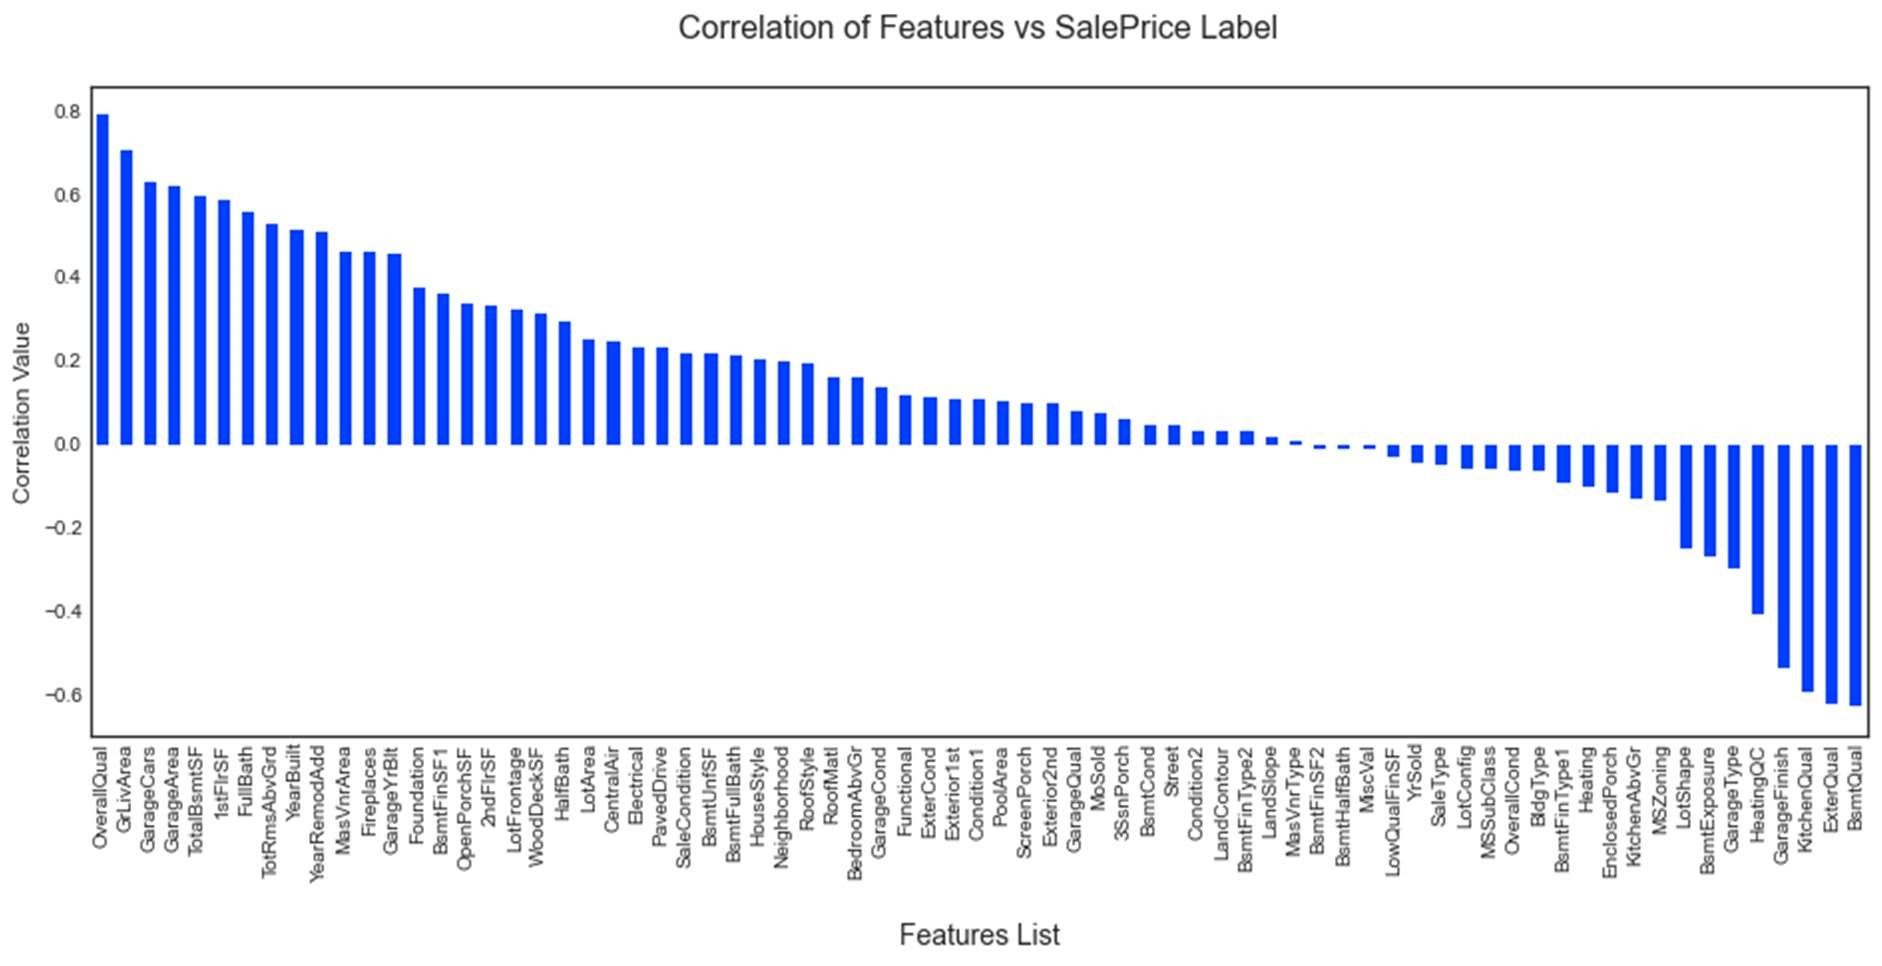 Correlation of Features vs SalePrice Label
Correlation Value
0.8
0.6
0.4
0.2
0.0
−0.2
−0.4
−0.6
OverallQual
GrLivArea
GarageCars
GarageArea
TotalBsmtSF
1stFlrSF
FullBath
TotRmsAbvGrd
YearBuilt
YearRemodAdd
MasVnrArea
Fireplaces
GarageYrBlt
Foundation
BsmtFinSF1
OpenPorchSF
2ndFlrSF
LotFrontage
WoodDeckSF
HalfBath
LotArea
CentralAir
Electrical
PavedDrive
SaleCondition
BsmtUnfSF
BsmtFullBath
HouseStyle
Neighborhood
RoofStyle
RoofMatl
BedroomAbvGr
GarageCond
Functional
ExterCond
Exterior1st
Condition1
PoolArea
ScreenPorch
Exterior2nd
GarageQual
MoSold
3SsnPorch
BsmtCond
Street
Condition2
LandContour
BsmtFinType2
LandSlope
MasVnrType
BsmtFinSF2
BsmtHalfBath
MiscVal
LowQualFinSF
YrSold
SaleType
LotConfig
MSSubClass
OverallCond
BldgType
BsmtFinType1
Heating
EnclosedPorch
KitchenAbvGr
MSZoning
LotShape
BsmtExposure
GarageType
HeatingQC
GarageFinish
KitchenQual
ExterQual
BsmtQual
Features List